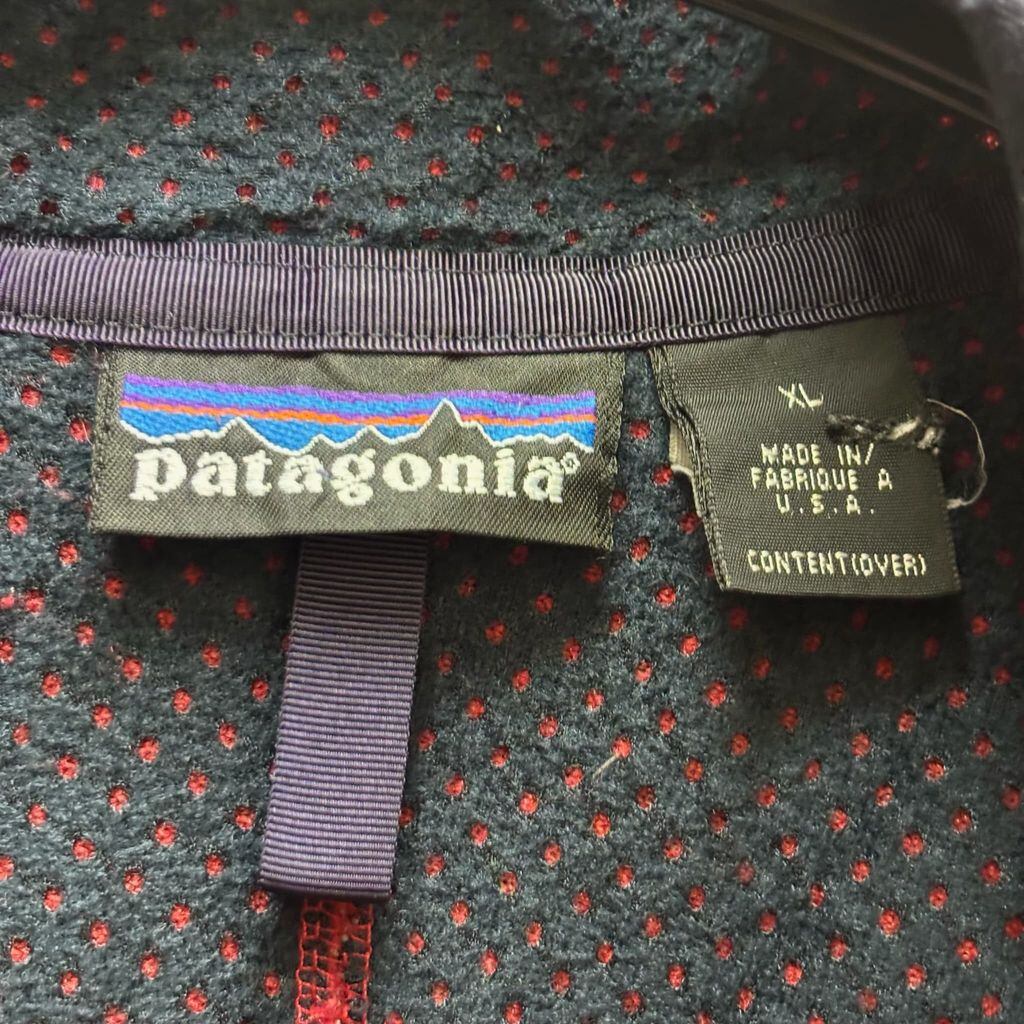 patagonia®
XL
MADE IN/
FABRIQUE A
U.S.A.
CONTENT(OVER)